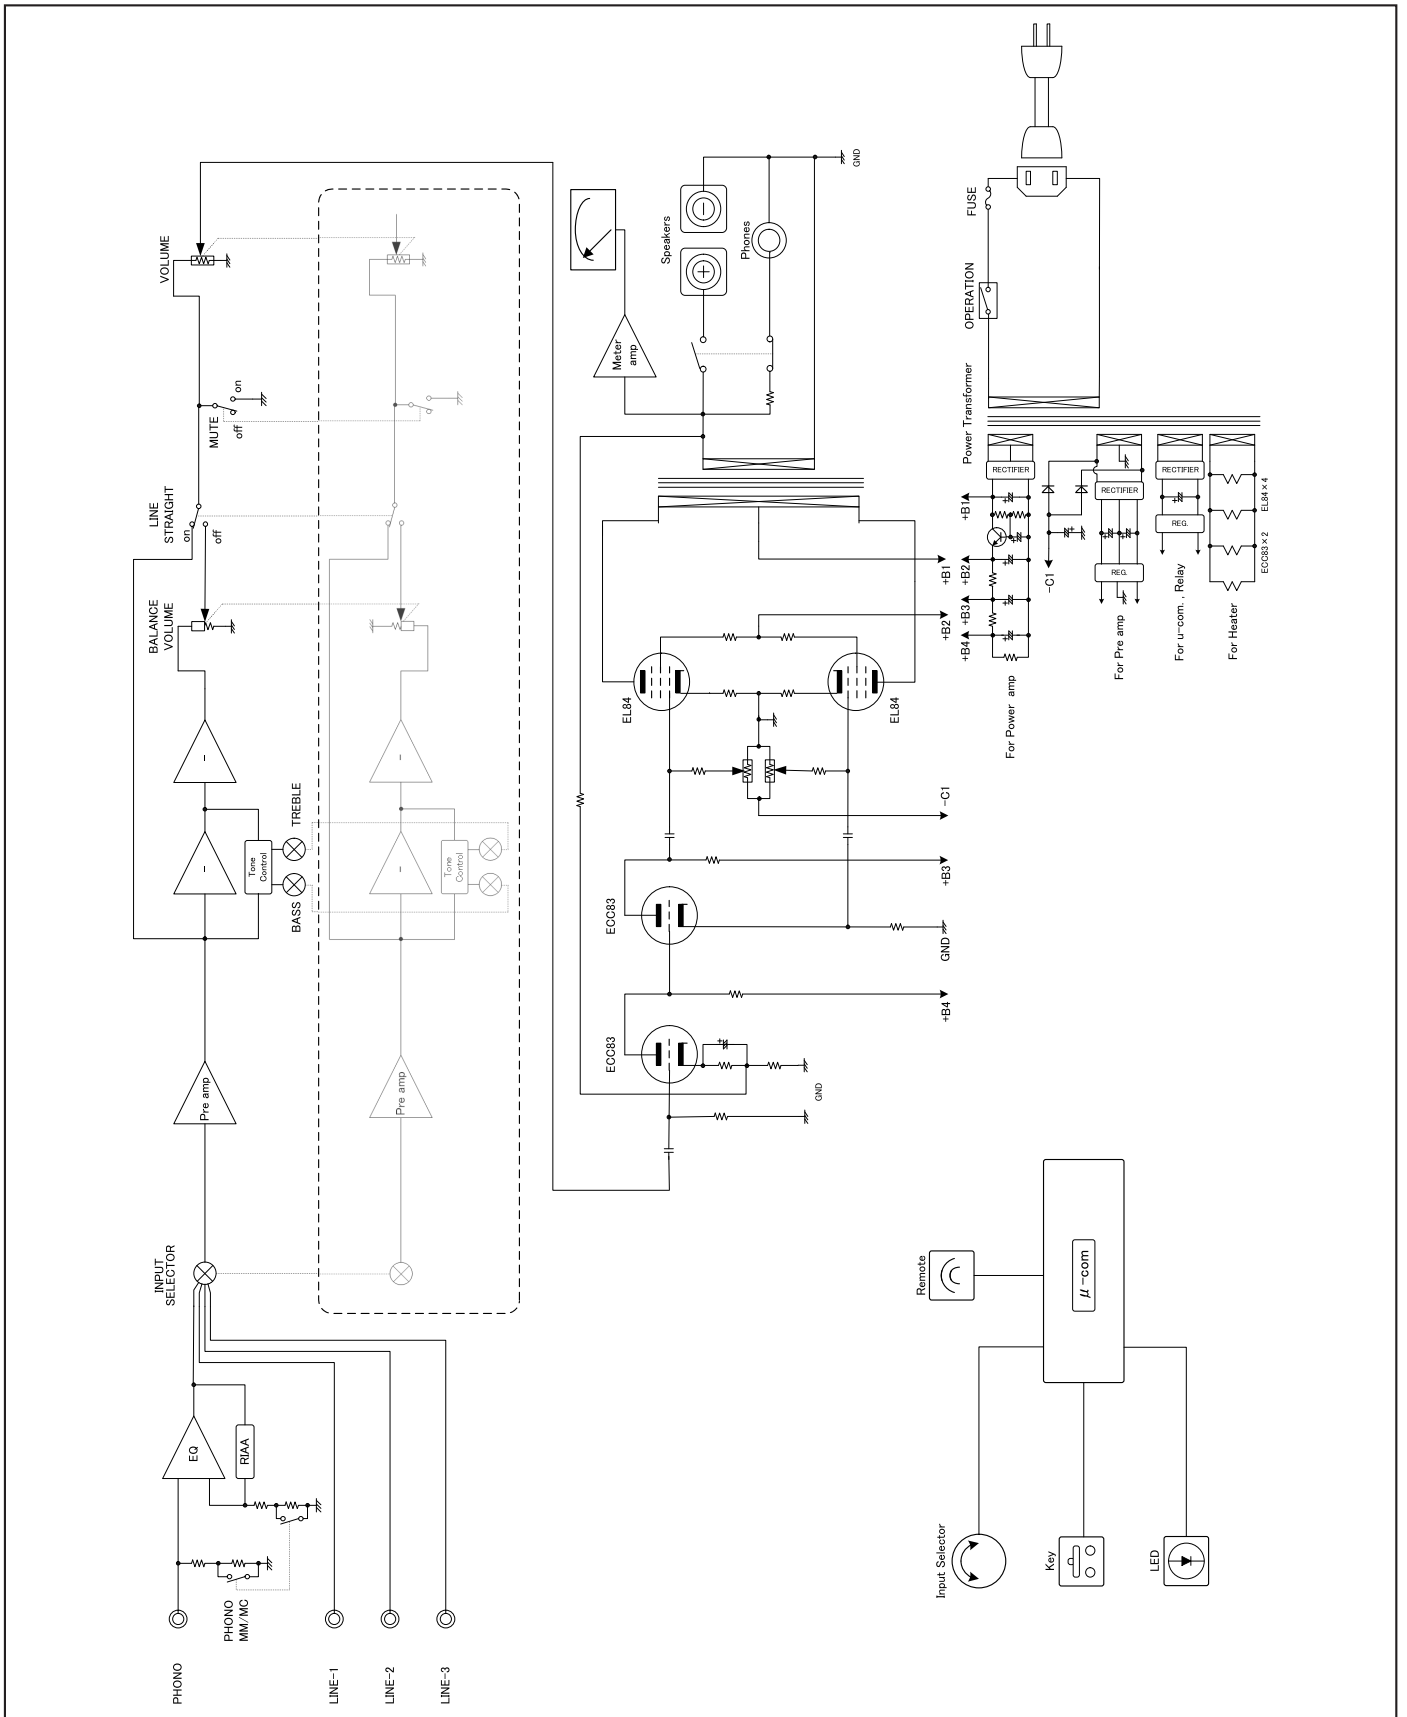 PHONO
PHONO
MM/MC
LINE-1
LINE-2
LINE-3
EQ
RIAA
INPUT
SELECTOR
Pre amp
BASS
TREBLE
Tone
Control
−
−
BALANCE
VOLUME
LINE
STRAIGHT
on
off
MUTE
on
off
VOLUME
Pre amp
Tone
Control
−
−
ECC83
GND
+B4
ECC83
GND
+B3
-C1
EL84
EL84
+B2
+B1
Meter
amp
Speakers
+
−
Phones
GND
FUSE
OPERATION
Power Transformer
RECTIFIER
+B1
+B2
+B3
+B4
For Power amp
-C1
RECTIFIER
REG.
For Pre amp
RECTIFIER
REG.
For u-com. , Relay
ECC83×2
EL84×4
For Heater
Remote
μ-com
Input Selector
Key
LED